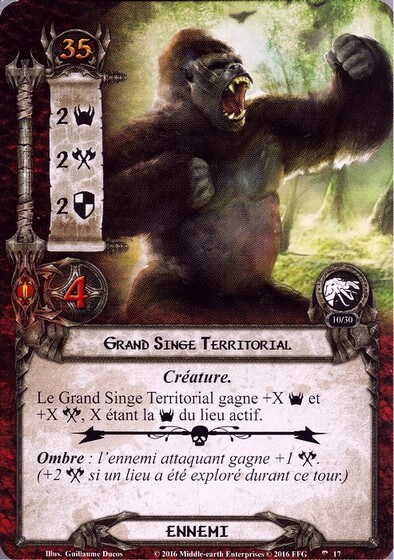 35
2
2
2
4
10/30
Grand Singe Territorial
Créature.
Le Grand Singe Territorial gagne +X et
+X , X étant la du lieu actif.
Ombre : l'ennemi attaquant gagne +1 .
(+2 si un lieu a été exploré durant ce tour.)
ENNEMI
Illus. Guillaume Ducos © 2016 Middle-earth Enterprises © 2016 FFG 17